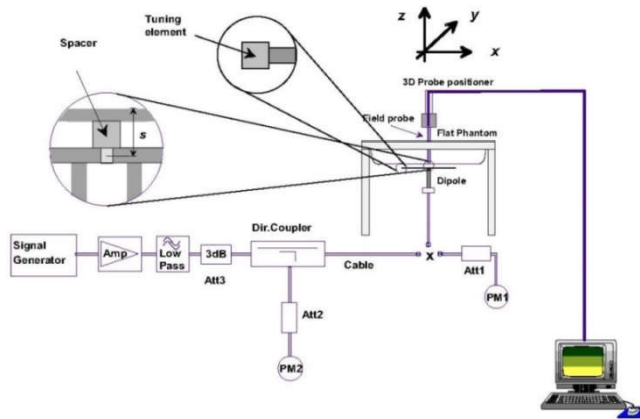 Tuning
element
Spacer
s
z
y
x
3D Probe positioner
Field probe
Flat Phantom
Dipole
Dir.Coupler
Signal
Generator
Amp
Low
Pass
3dB
Att3
Cable
x
Att1
PM1
Att2
PM2